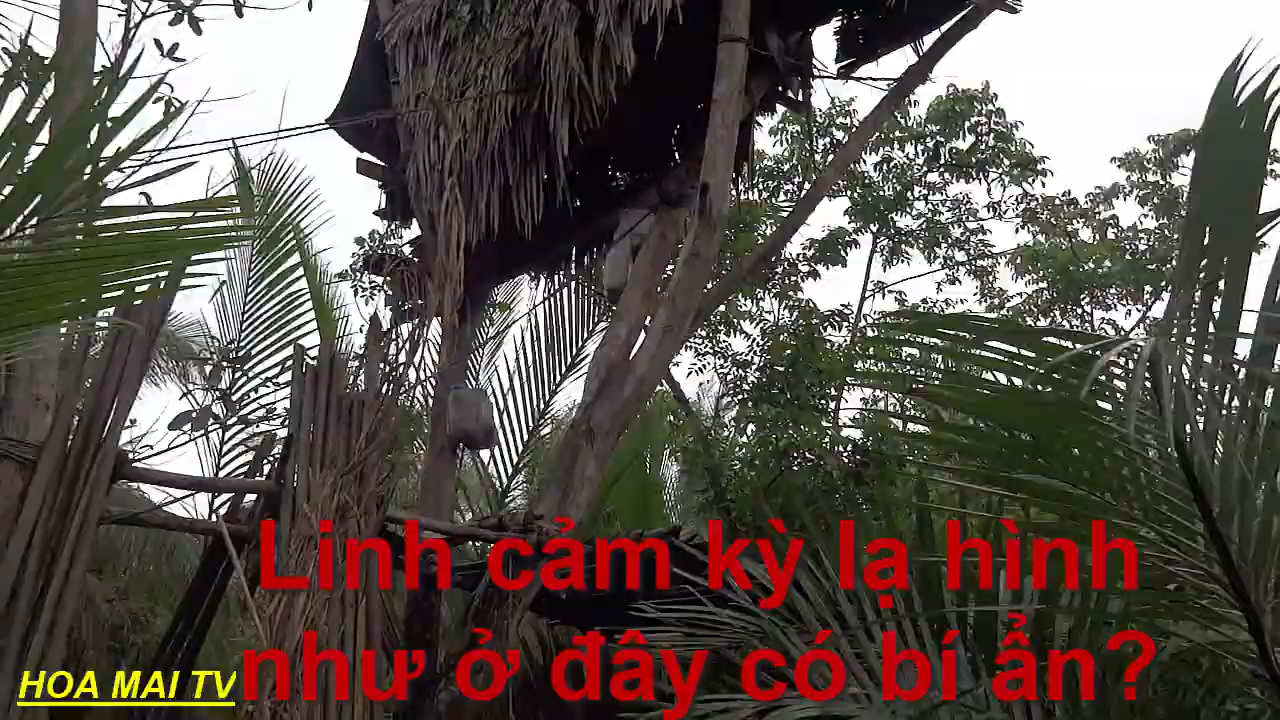 Linh cảm kỳ lạ hình
như ở đây có bí ẩn?
HOA MAI TV